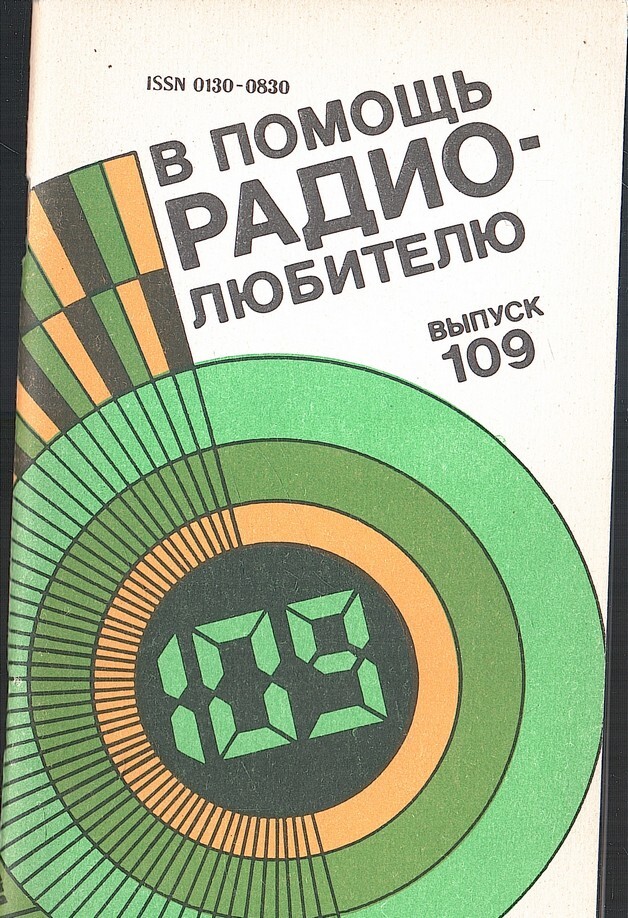 ISSN 0130-0830
В ПОМОЩЬ
РАДИО-
ЛЮБИТЕЛЮ
ВЫПУСК
109
109